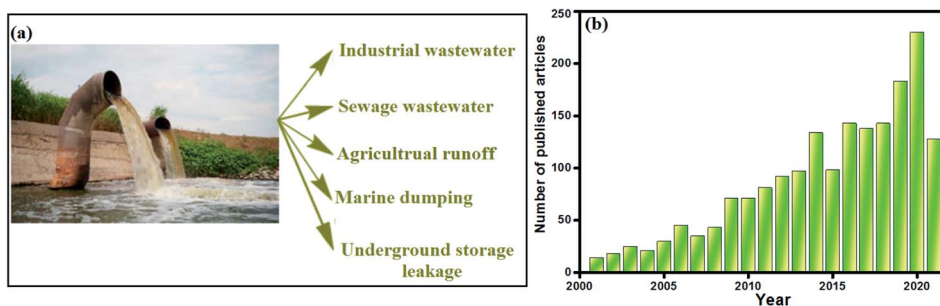 (a)
Industrial wastewater
Sewage wastewater
Agricultrual runoff
Marine dumping
Underground storage
leakage
(b)
Number of published articles
250
200
150
100
50
0
2000
2005
2010
2015
2020
Year